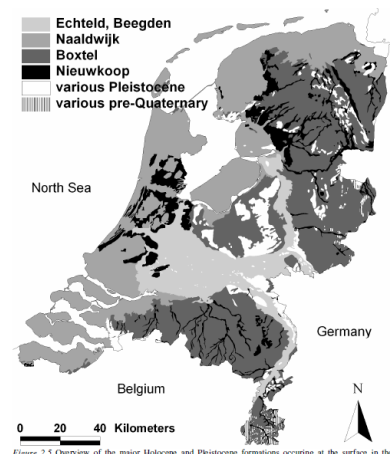 Echteld, Beegden
Naaldwijk
Boxtel
Nieuwkoop
various Pleistocene
various pre-Quaternary
North Sea
Germany
Belgium
N
0 20 40 Kilometers
Figure 2.5 Overview of the major Holocene and Pleistocene formations occuring at the surface in the